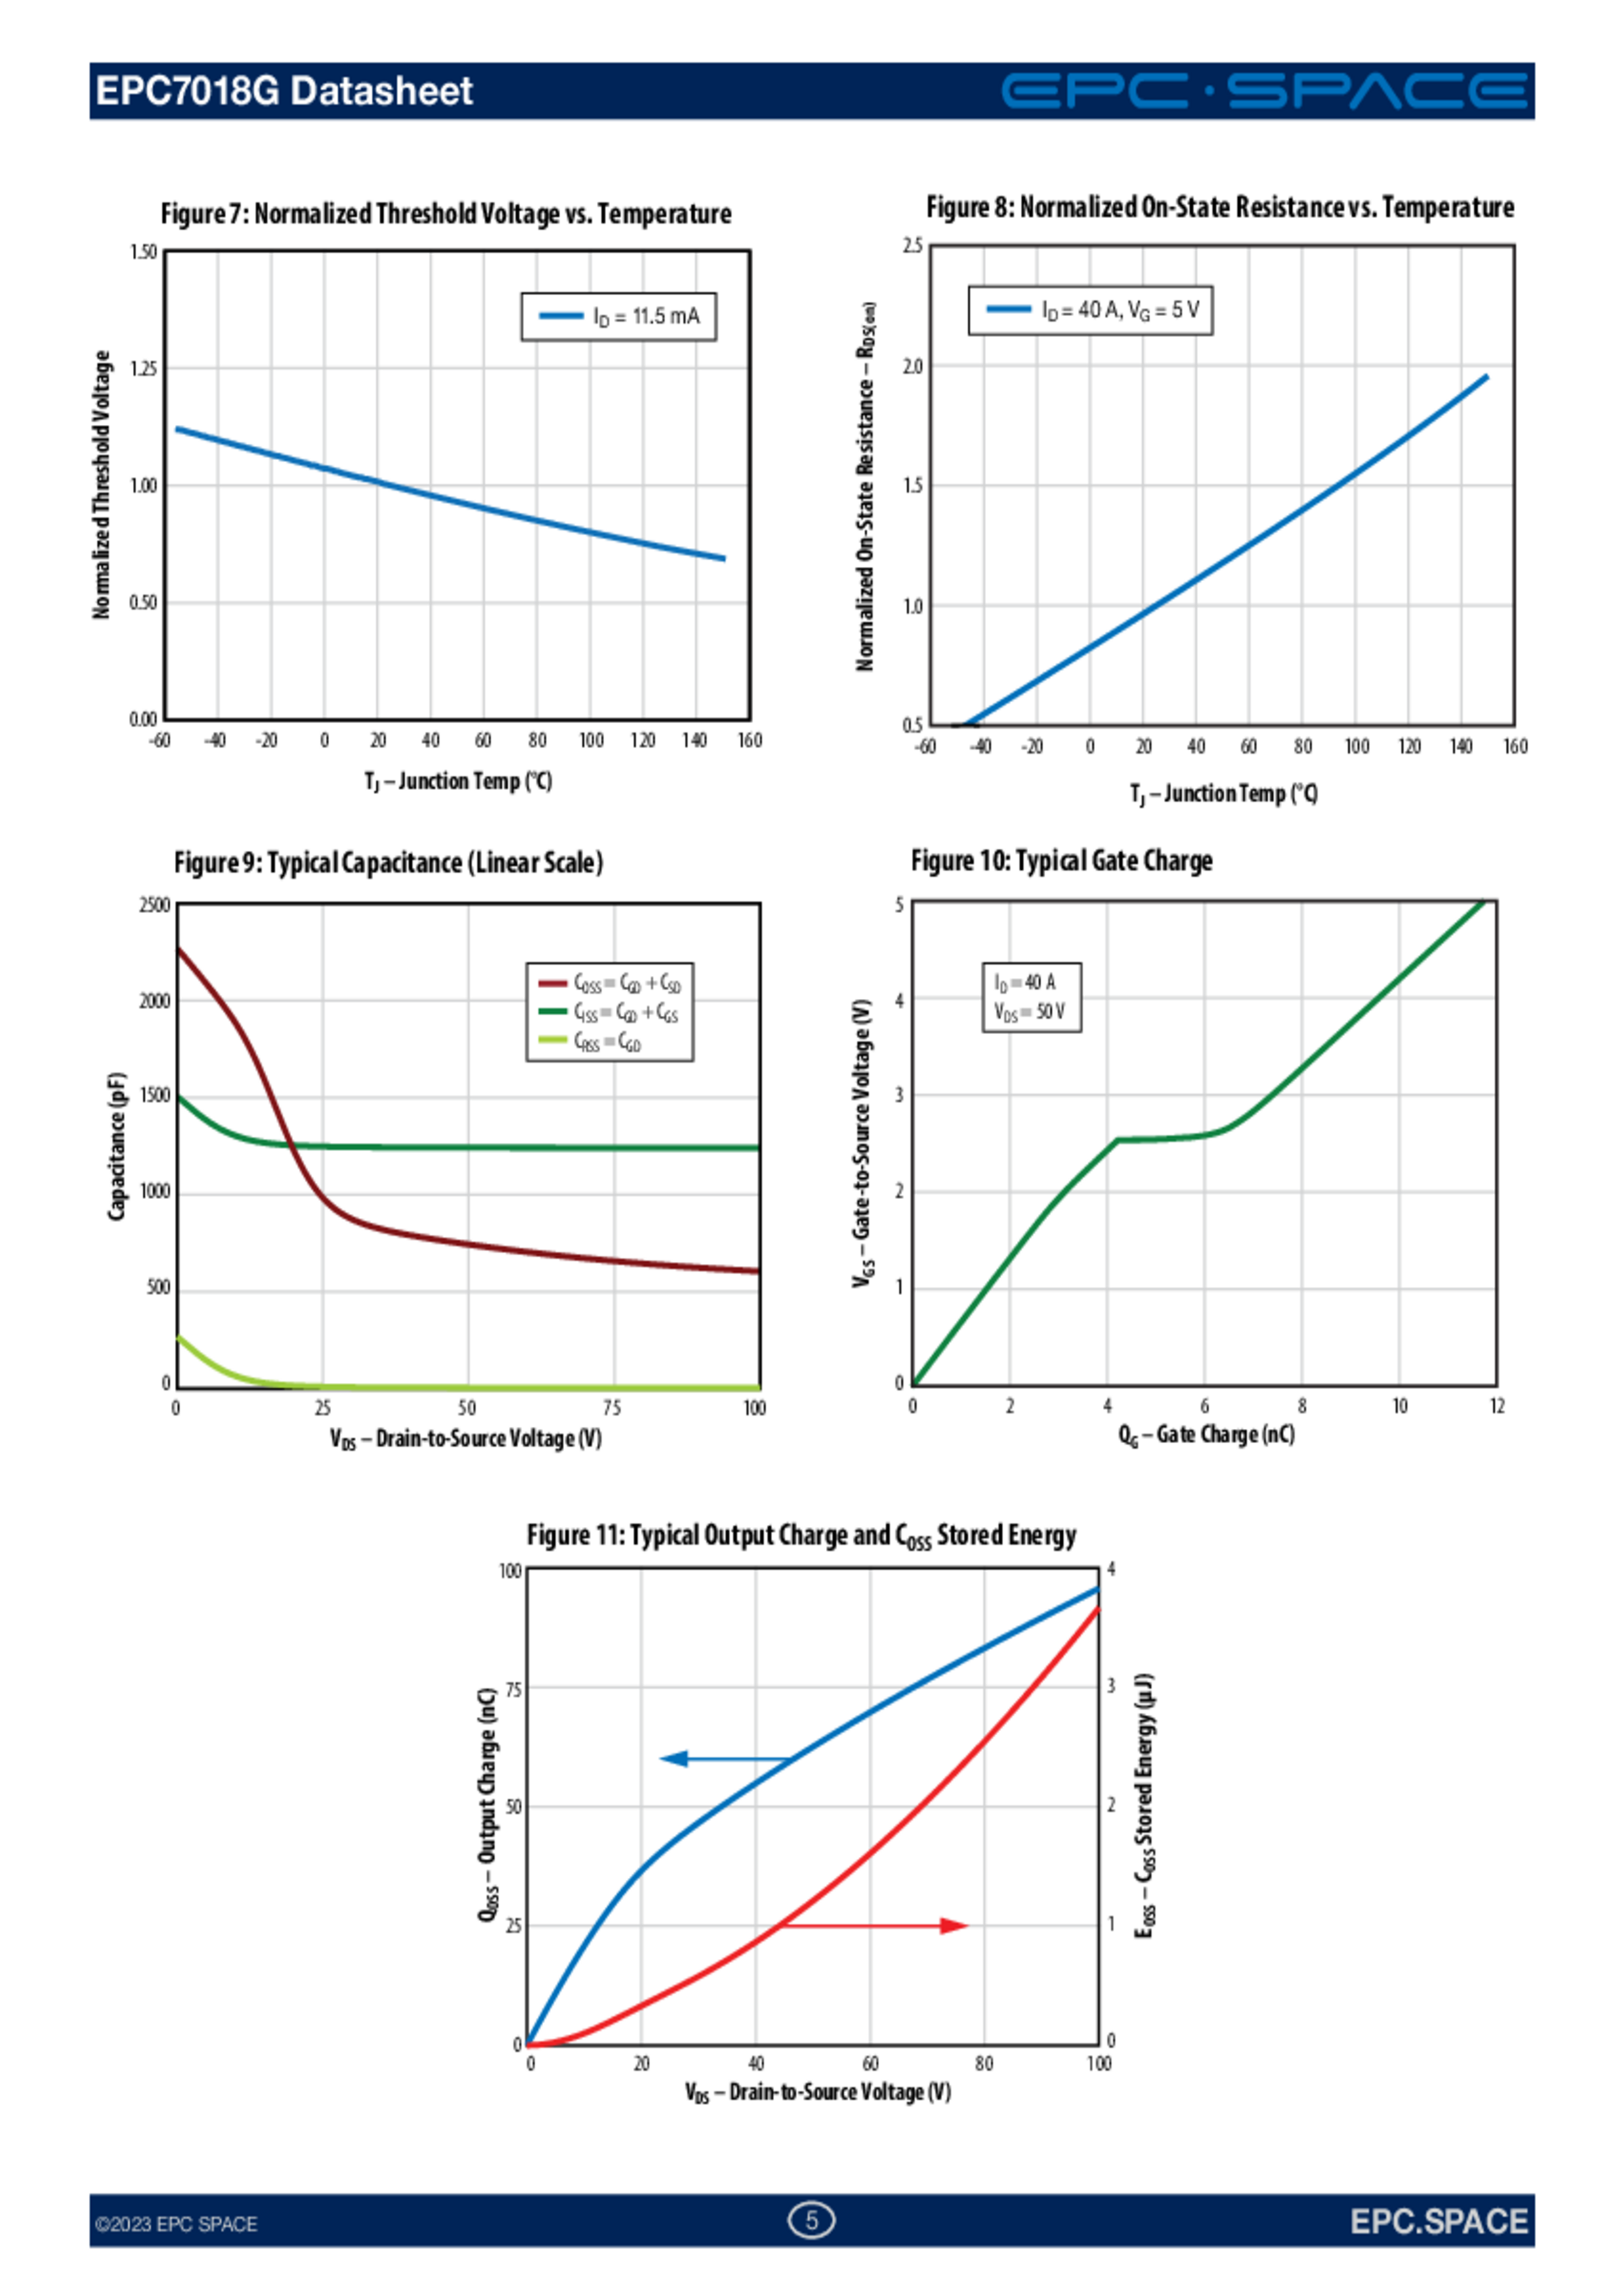 EPC7018G Datasheet
EPC·SPACE
Figure 7: Normalized Threshold Voltage vs. Temperature
Normalized Threshold Voltage
1.50
1.25
1.00
0.50
0.00
I_D = 11.5 mA
-60 -40 -20 0 20 40 60 80 100 120 140 160
T_J – Junction Temp (°C)
Figure 8: Normalized On-State Resistance vs. Temperature
Normalized On-State Resistance – R_DS(on)
2.5
2.0
1.5
1.0
0.5
I_D = 40 A, V_G = 5 V
-60 -40 -20 0 20 40 60 80 100 120 140 160
T_J – Junction Temp (°C)
Figure 9: Typical Capacitance (Linear Scale)
Capacitance (pF)
2500
2000
1500
1000
500
0
C_OSS = C_GD + C_SD
C_ISS = C_GD + C_GS
C_RSS = C_GD
0 25 50 75 100
V_DS – Drain-to-Source Voltage (V)
Figure 10: Typical Gate Charge
V_GS – Gate-to-Source Voltage (V)
5
4
3
2
1
0
I_D = 40 A
V_DS = 50 V
0 2 4 6 8 10 12
Q_G – Gate Charge (nC)
Figure 11: Typical Output Charge and C_OSS Stored Energy
Q_OSS – Output Charge (nC)
100
75
50
25
0
4
3
2
1
0
E_OSS – C_OSS Stored Energy (μJ)
0 20 40 60 80 100
V_DS – Drain-to-Source Voltage (V)
©2023 EPC SPACE
5
EPC.SPACE